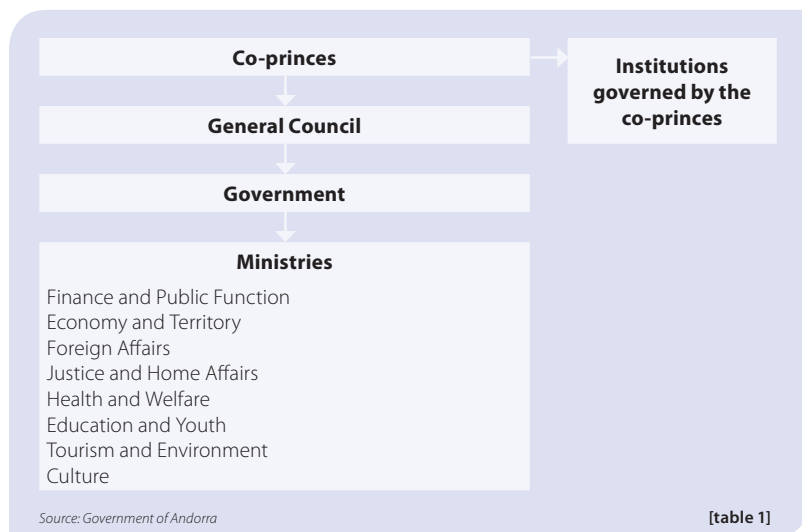 Co-princes
Institutions
governed by the
co-princes
General Council
Government
Ministries
Finance and Public Function
Economy and Territory
Foreign Affairs
Justice and Home Affairs
Health and Welfare
Education and Youth
Tourism and Environment
Culture
Source: Government of Andorra
[table 1]